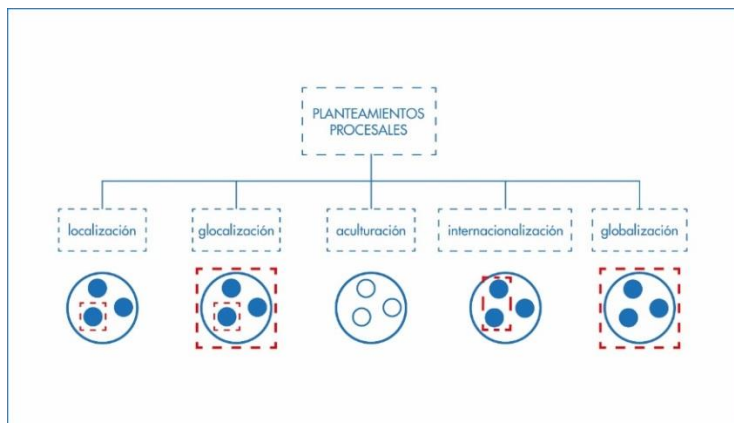 PLANTEAMIENTOS
PROCESALES
localización
glocalización
aculturación
internacionalización
globalización